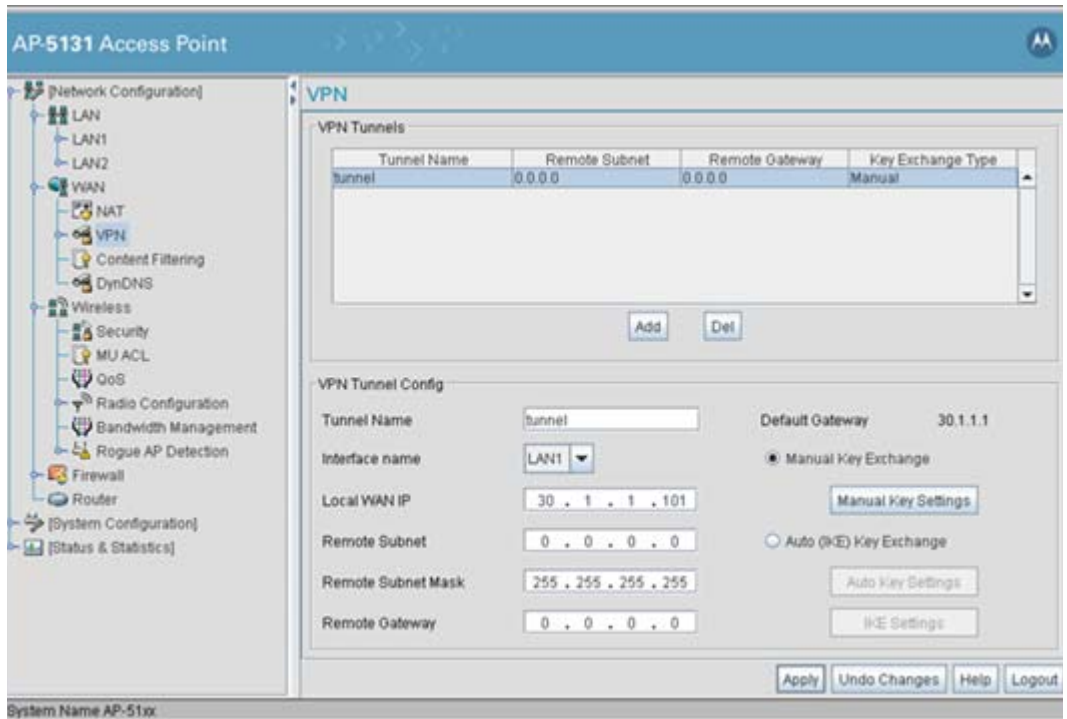 AP-5131 Access Point
[Network Configuration]
LAN
LAN1
LAN2
WAN
NAT
VPN
Content Filtering
DynDNS
Wireless
Security
MU ACL
QoS
Radio Configuration
Bandwidth Management
Rogue AP Detection
Firewall
Router
[System Configuration]
[Status & Statistics]
VPN
VPN Tunnels
Tunnel Name Remote Subnet Remote Gateway Key Exchange Type
tunnel 0.0.0.0 0.0.0.0 Manual
Add Del
VPN Tunnel Config
Tunnel Name tunnel Default Gateway 30.1.1.1
Interface name LAN1 Manual Key Exchange
Local WAN IP 30 . 1 . 1 . 101 Manual Key Settings
Remote Subnet 0 . 0 . 0 . 0 Auto (IKE) Key Exchange
Remote Subnet Mask 255 . 255 . 255 . 255 Auto Key Settings
Remote Gateway 0 . 0 . 0 . 0 IKE Settings
Apply Undo Changes Help Logout
System Name AP-51xx